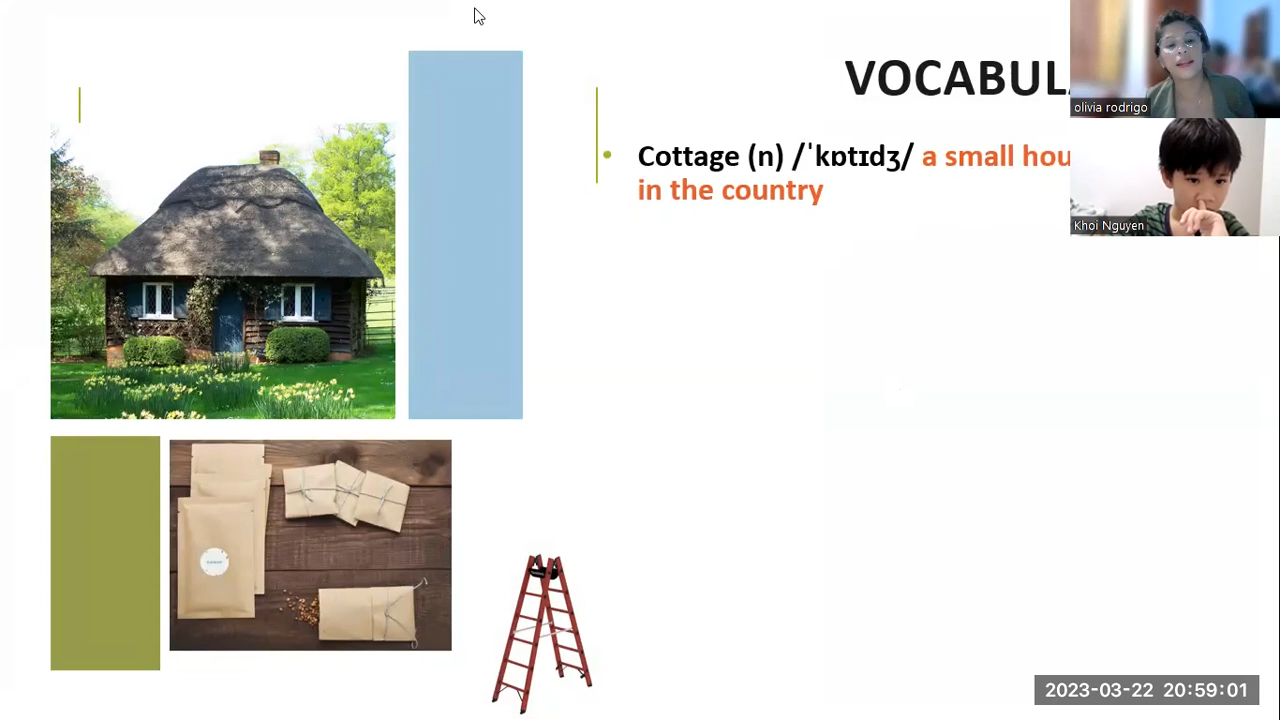 VOCABUL
Cottage (n) /ˈkɒtɪdʒ/ a small hou
in the country
olivia rodrigo
Khoi Nguyen
2023-03-22 20:59:01